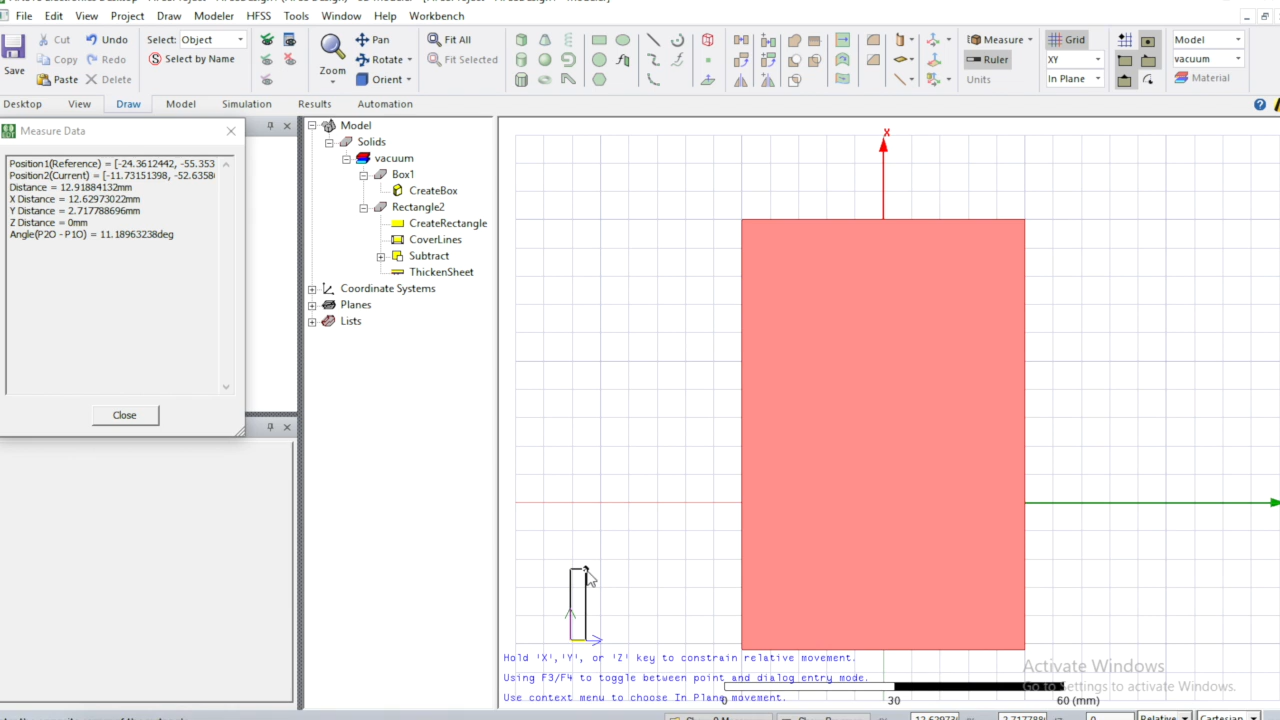 File Edit View Project Draw Modeler HFSS Tools Window Help Workbench
Save
Cut Copy Paste
Undo Redo Delete
Select: Object
Select by Name
Zoom
Pan Rotate Orient
Fit All Fit Selected
Measure Ruler Units
Grid XY In Plane
Model vacuum Material
Desktop View Draw Model Simulation Results Automation
Measure Data
Position1(Reference) = [-24.3612442, -55.353
Position2(Current) = [-11.73151398, -52.6358
Distance = 12.91884132mm
X Distance = 12.62973022mm
Y Distance = 2.717788696mm
Z Distance = 0mm
Angle(P2O - P1O) = 11.18963238deg
Close
Model
Solids
vacuum
Box1
CreateBox
Rectangle2
CreateRectangle
CoverLines
Subtract
ThickenSheet
Coordinate Systems
Planes
Lists
X
Hold 'X','Y', or 'Z' key to constrain relative movement.
Using F3/F4 to toggle between point and dialog entry mode.
Use context menu to choose In Plane movement.
0 30 60 (mm)
Activate Windows
Go to Settings to activate Windows.